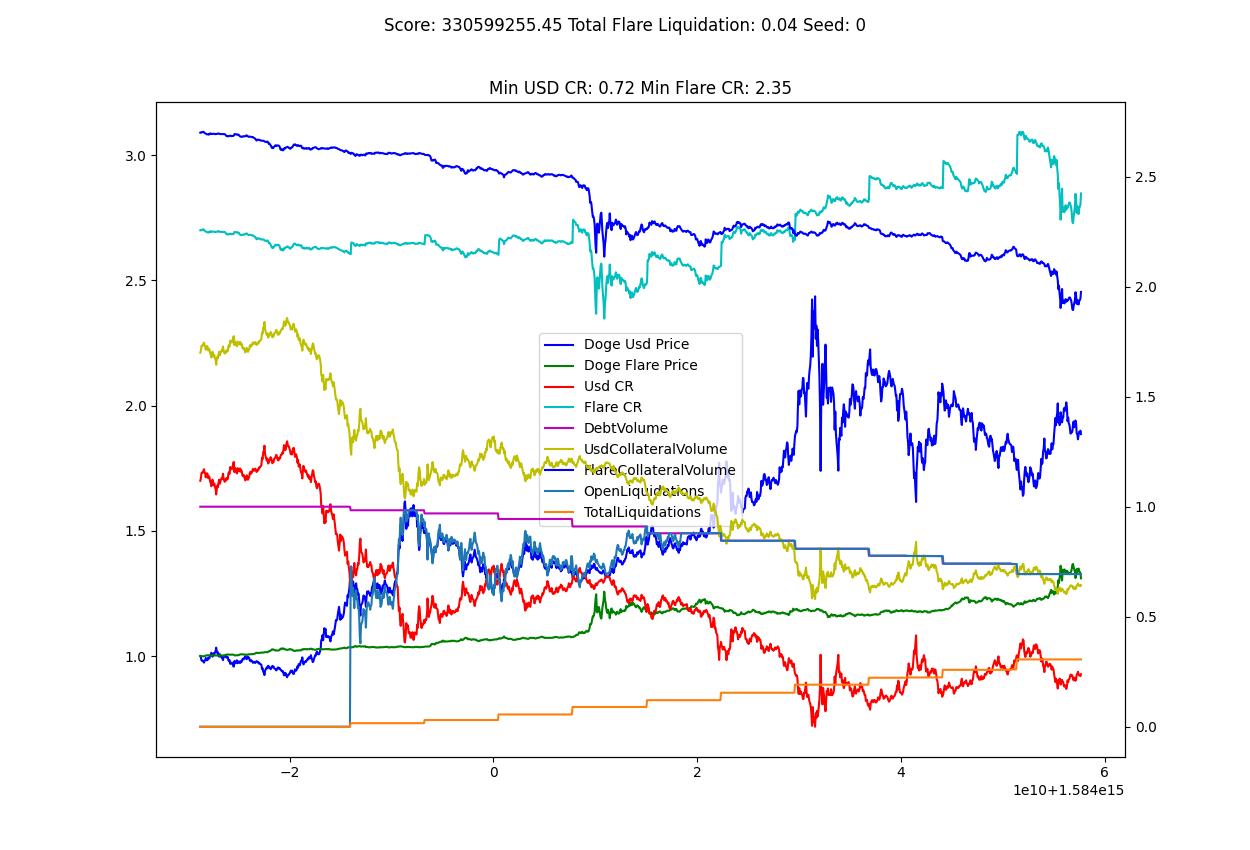 Score: 330599255.45 Total Flare Liquidation: 0.04 Seed: 0
Min USD CR: 0.72 Min Flare CR: 2.35
3.0
2.5
2.0
1.5
1.0
Doge Usd Price
Doge Flare Price
Usd CR
Flare CR
DebtVolume
UsdCollateralVolume
FlareCollateralVolume
OpenLiquidations
TotalLiquidations
2.5
2.0
1.5
1.0
0.5
0.0
−2 0 2 4 6
1e10+1.584e15